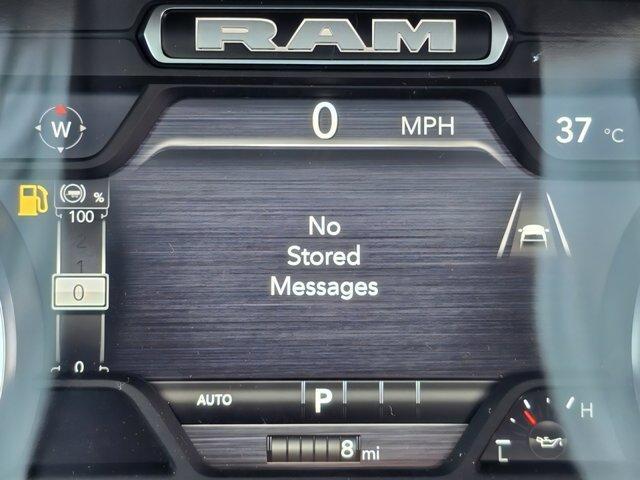 RAM
0 MPH
W
37 °C
%
100
2
1
0
0
No
Stored
Messages
AUTO P
8 mi
H
L